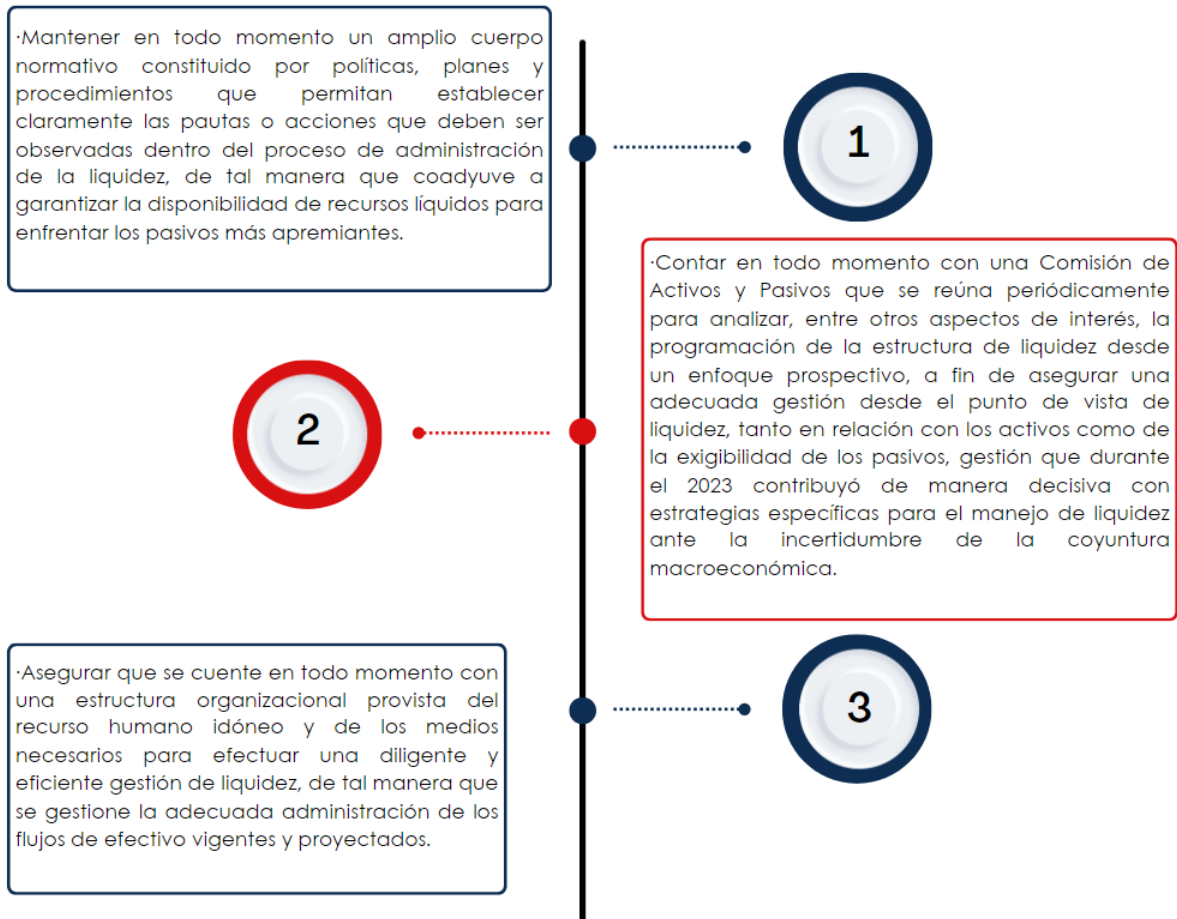 ·Mantener en todo momento un amplio cuerpo
normativo constituido por políticas, planes y
procedimientos que permitan establecer
claramente las pautas o acciones que deben ser
observadas dentro del proceso de administración
de la liquidez, de tal manera que coadyuve a
garantizar la disponibilidad de recursos líquidos para
enfrentar los pasivos más apremiantes.
1
·Contar en todo momento con una Comisión de
Activos y Pasivos que se reúna periódicamente
para analizar, entre otros aspectos de interés, la
programación de la estructura de liquidez desde
un enfoque prospectivo, a fin de asegurar una
adecuada gestión desde el punto de vista de
liquidez, tanto en relación con los activos como de
la exigibilidad de los pasivos, gestión que durante
el 2023 contribuyó de manera decisiva con
estrategias específicas para el manejo de liquidez
ante la incertidumbre de la coyuntura
macroeconómica.
2
·Asegurar que se cuente en todo momento con
una estructura organizacional provista del
recurso humano idóneo y de los medios
necesarios para efectuar una diligente y
eficiente gestión de liquidez, de tal manera que
se gestione la adecuada administración de los
flujos de efectivo vigentes y proyectados.
3